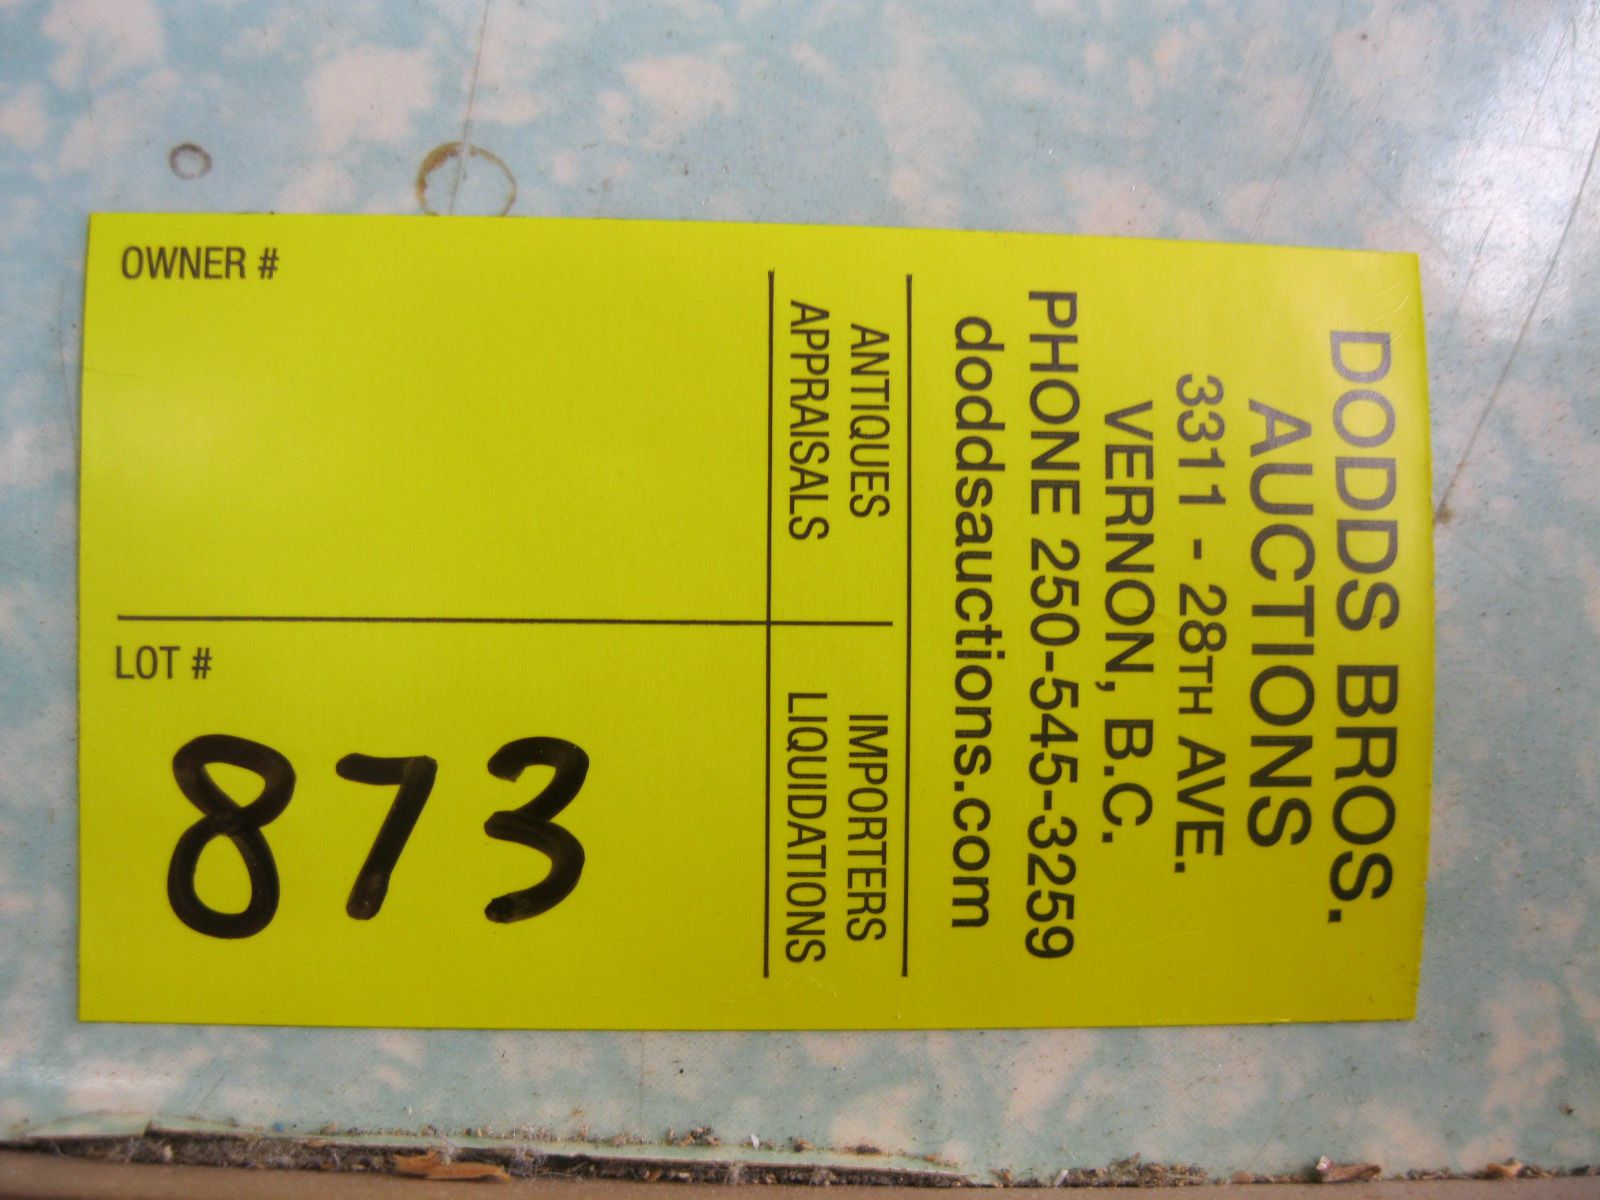 DODDS BROS.
AUCTIONS
3311 - 28TH AVE.
VERNON, B.C.
PHONE 250-545-3259
doddsauctions.com
ANTIQUES
APPRAISALS
IMPORTERS
LIQUIDATIONS
OWNER #
LOT #
873